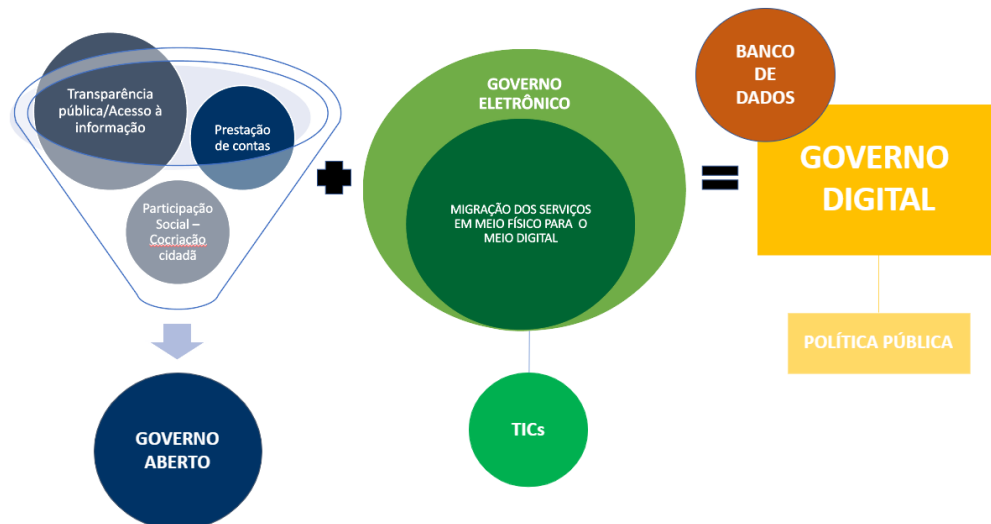 Transparência
pública/Acesso à
informação
Prestação
de contas
Participação
Social –
Cocriação
cidadã
GOVERNO
ABERTO
GOVERNO
ELETRÔNICO
MIGRAÇÃO DOS SERVIÇOS
EM MEIO FÍSICO PARA O
MEIO DIGITAL
TICs
BANCO
DE
DADOS
GOVERNO
DIGITAL
POLÍTICA PÚBLICA